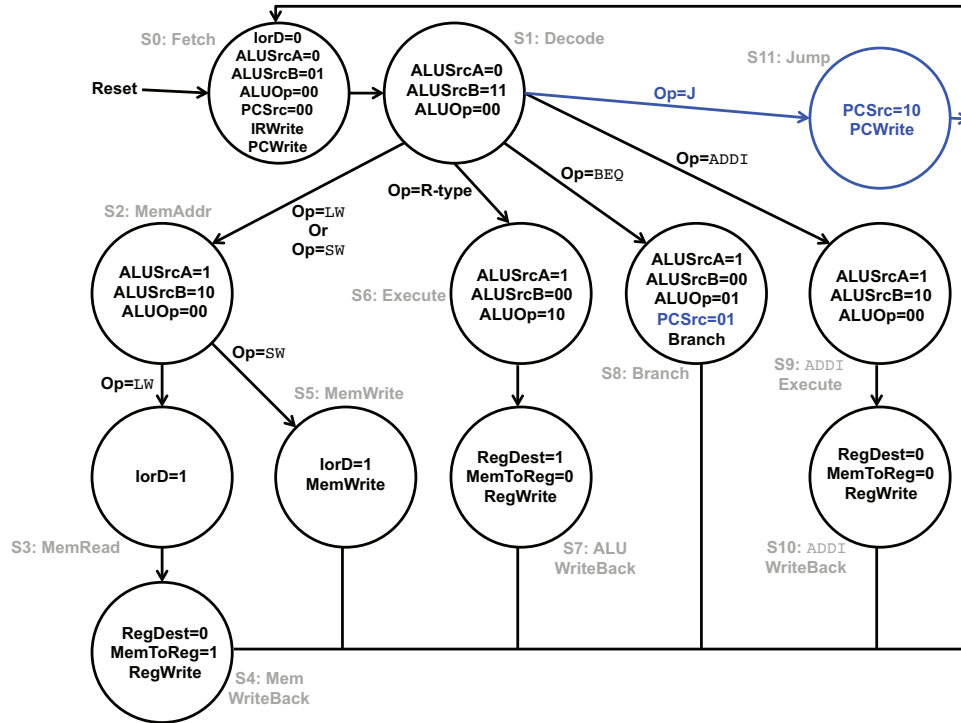 S0: Fetch
IorD=0
ALUSrcA=0
ALUSrcB=01
ALUOp=00
PCSrc=00
IRWrite
PCWrite
Reset
S1: Decode
ALUSrcA=0
ALUSrcB=11
ALUOp=00
S11: Jump
Op=J
PCSrc=10
PCWrite
Op=LW
Or
Op=SW
Op=R-type
Op=BEQ
Op=ADDI
S2: MemAddr
ALUSrcA=1
ALUSrcB=10
ALUOp=00
S6: Execute
ALUSrcA=1
ALUSrcB=00
ALUOp=10
ALUSrcA=1
ALUSrcB=00
ALUOp=01
PCSrc=01
Branch
S8: Branch
ALUSrcA=1
ALUSrcB=10
ALUOp=00
S9: ADDI
Execute
Op=LW
Op=SW
S5: MemWrite
IorD=1
S3: MemRead
IorD=1
MemWrite
RegDest=1
MemToReg=0
RegWrite
S7: ALU
WriteBack
RegDest=0
MemToReg=0
RegWrite
S10: ADDI
WriteBack
RegDest=0
MemToReg=1
RegWrite
S4: Mem
WriteBack